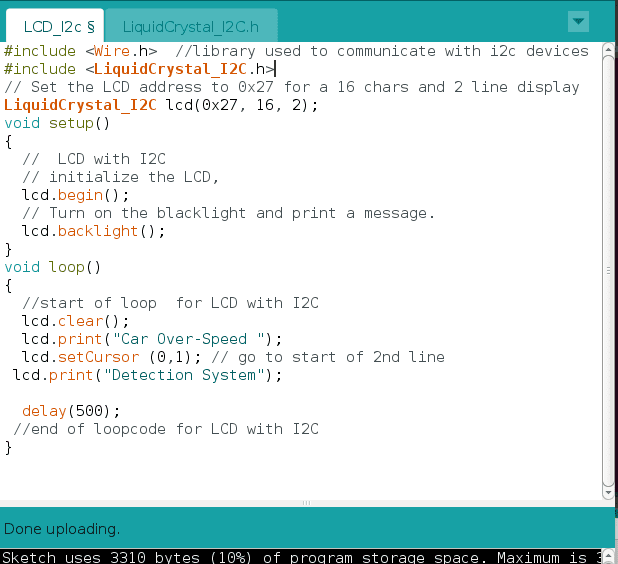 LCD_I2c §
LiquidCrystal_I2C.h
#include <Wire.h>  //library used to communicate with i2c devices
#include <LiquidCrystal_I2C.h>
// Set the LCD address to 0x27 for a 16 chars and 2 line display
LiquidCrystal_I2C lcd(0x27, 16, 2);
void setup()
{
  //  LCD with I2C
  // initialize the LCD,
  lcd.begin();
  // Turn on the blacklight and print a message.
  lcd.backlight();
}
void loop()
{
  //start of loop  for LCD with I2C
  lcd.clear();
  lcd.print("Car Over-Speed ");
  lcd.setCursor (0,1); // go to start of 2nd line
 lcd.print("Detection System");
  delay(500);
 //end of loopcode for LCD with I2C
}
Done uploading.
Sketch uses 3310 bytes (10%) of program storage space. Maximum is 3